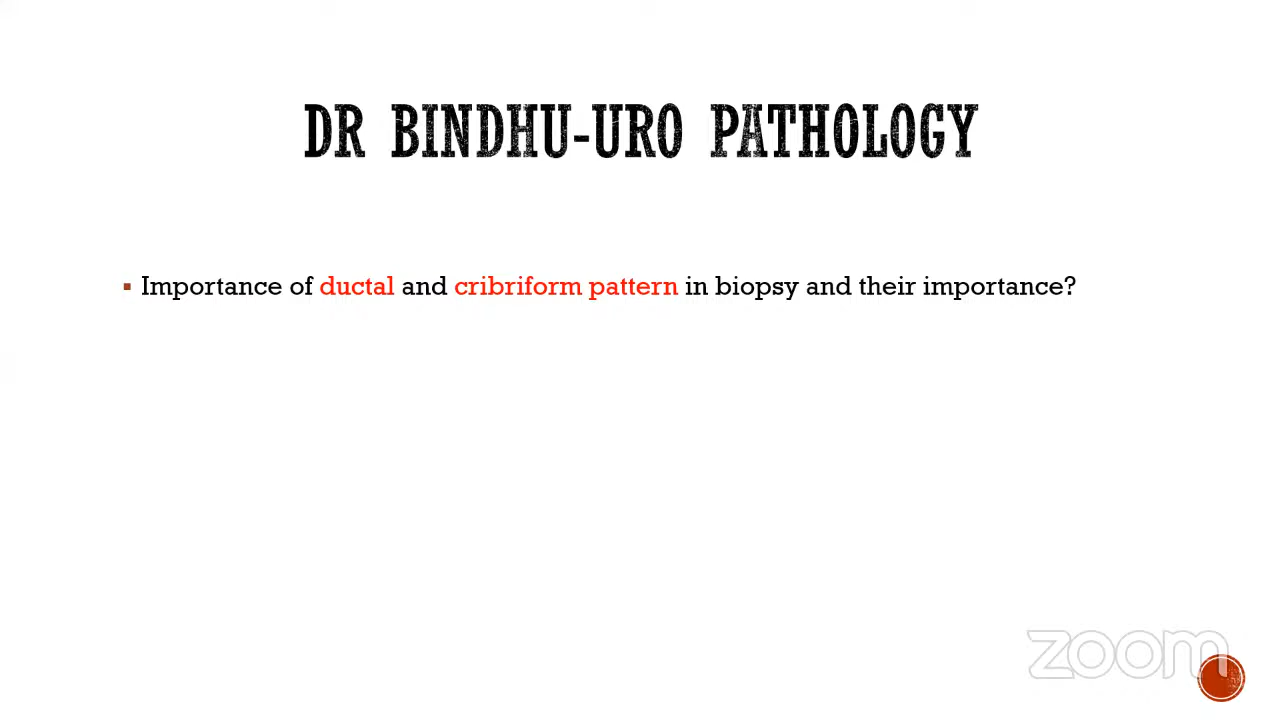 DR BINDHU-URO PATHOLOGY
▪ Importance of ductal and cribriform pattern in biopsy and their importance?
zoom